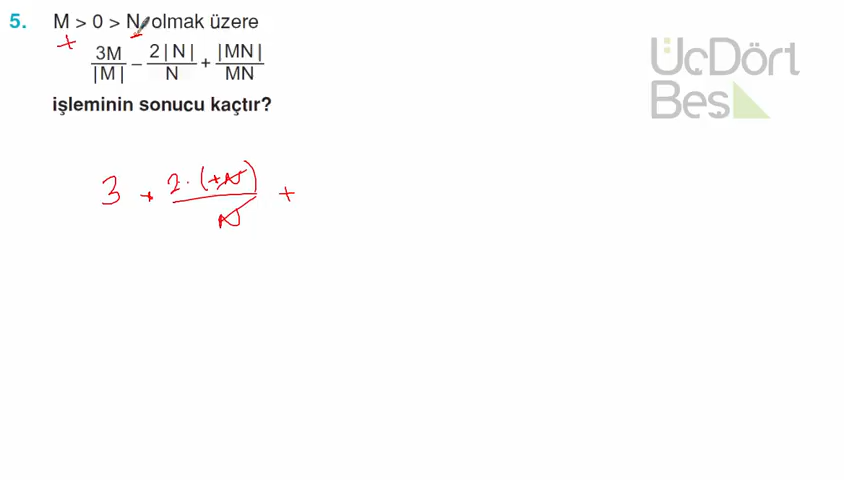 5. M > 0 > N olmak üzere
+ -
3M/|M| − 2|N|/N + |MN|/MN
işleminin sonucu kaçtır?
ÜçDört
Beş
3 + 2·(+N)/N +